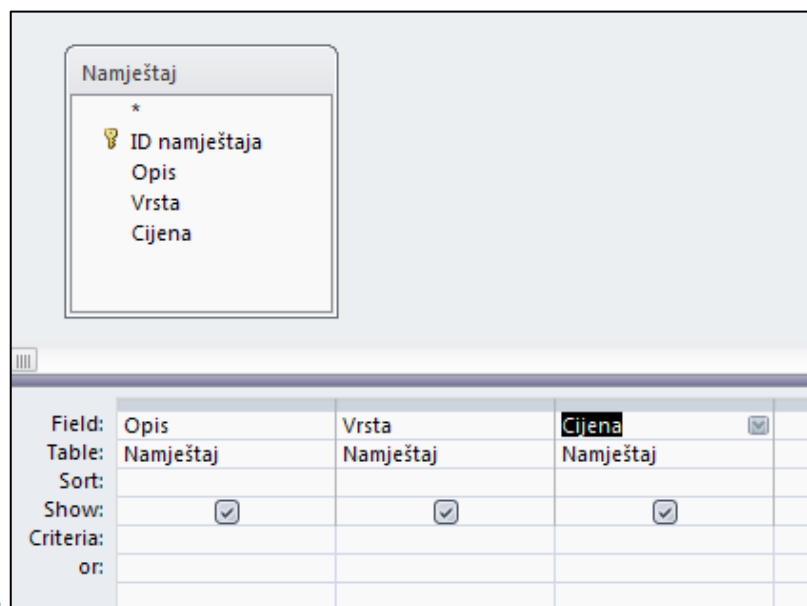 Namještaj
*
ID namještaja
Opis
Vrsta
Cijena
Field: Opis Vrsta Cijena
Table: Namještaj Namještaj Namještaj
Sort:
Show:
Criteria:
or: